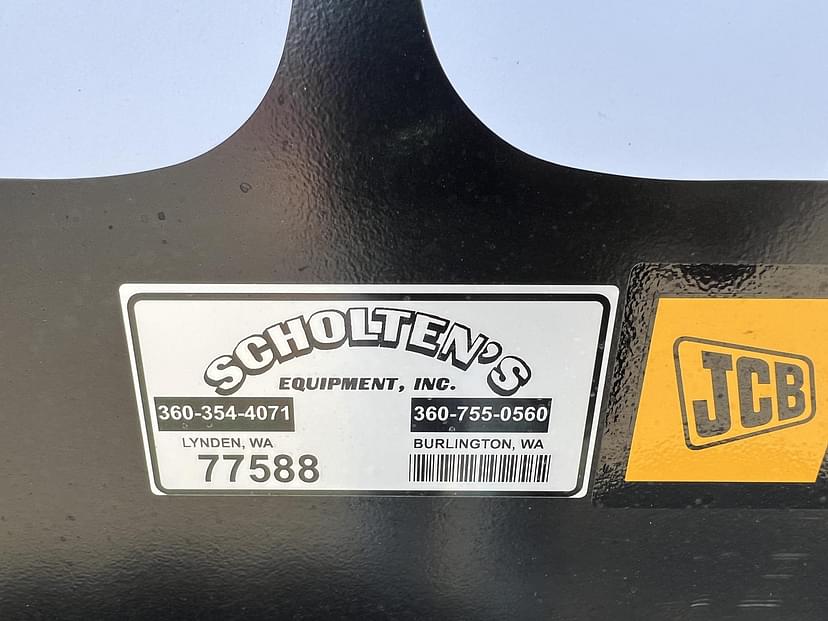 SCHOLTEN'S
EQUIPMENT, INC.
360-354-4071
LYNDEN, WA
77588
360-755-0560
BURLINGTON, WA
JCB